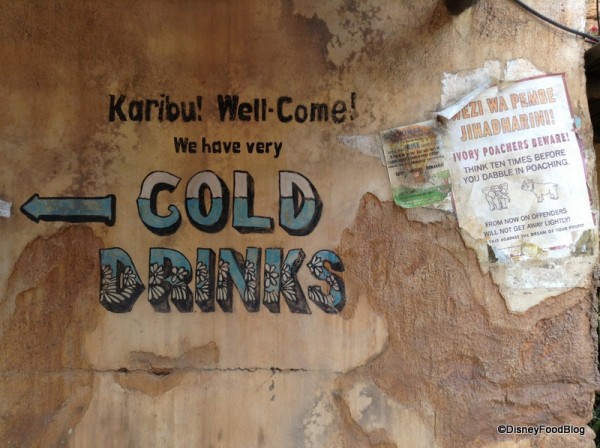 Karibu! Well-Come!
We have very
COLD
DRINKS
WEZI WA PEMBE
JIHADHARINI!
IVORY POACHERS BEWARE!
THINK TEN TIMES BEFORE
YOU DABBLE IN POACHING.
FROM NOW ON OFFENDERS
WILL NOT GET AWAY LIGHTLY!
©DisneyFoodBlog